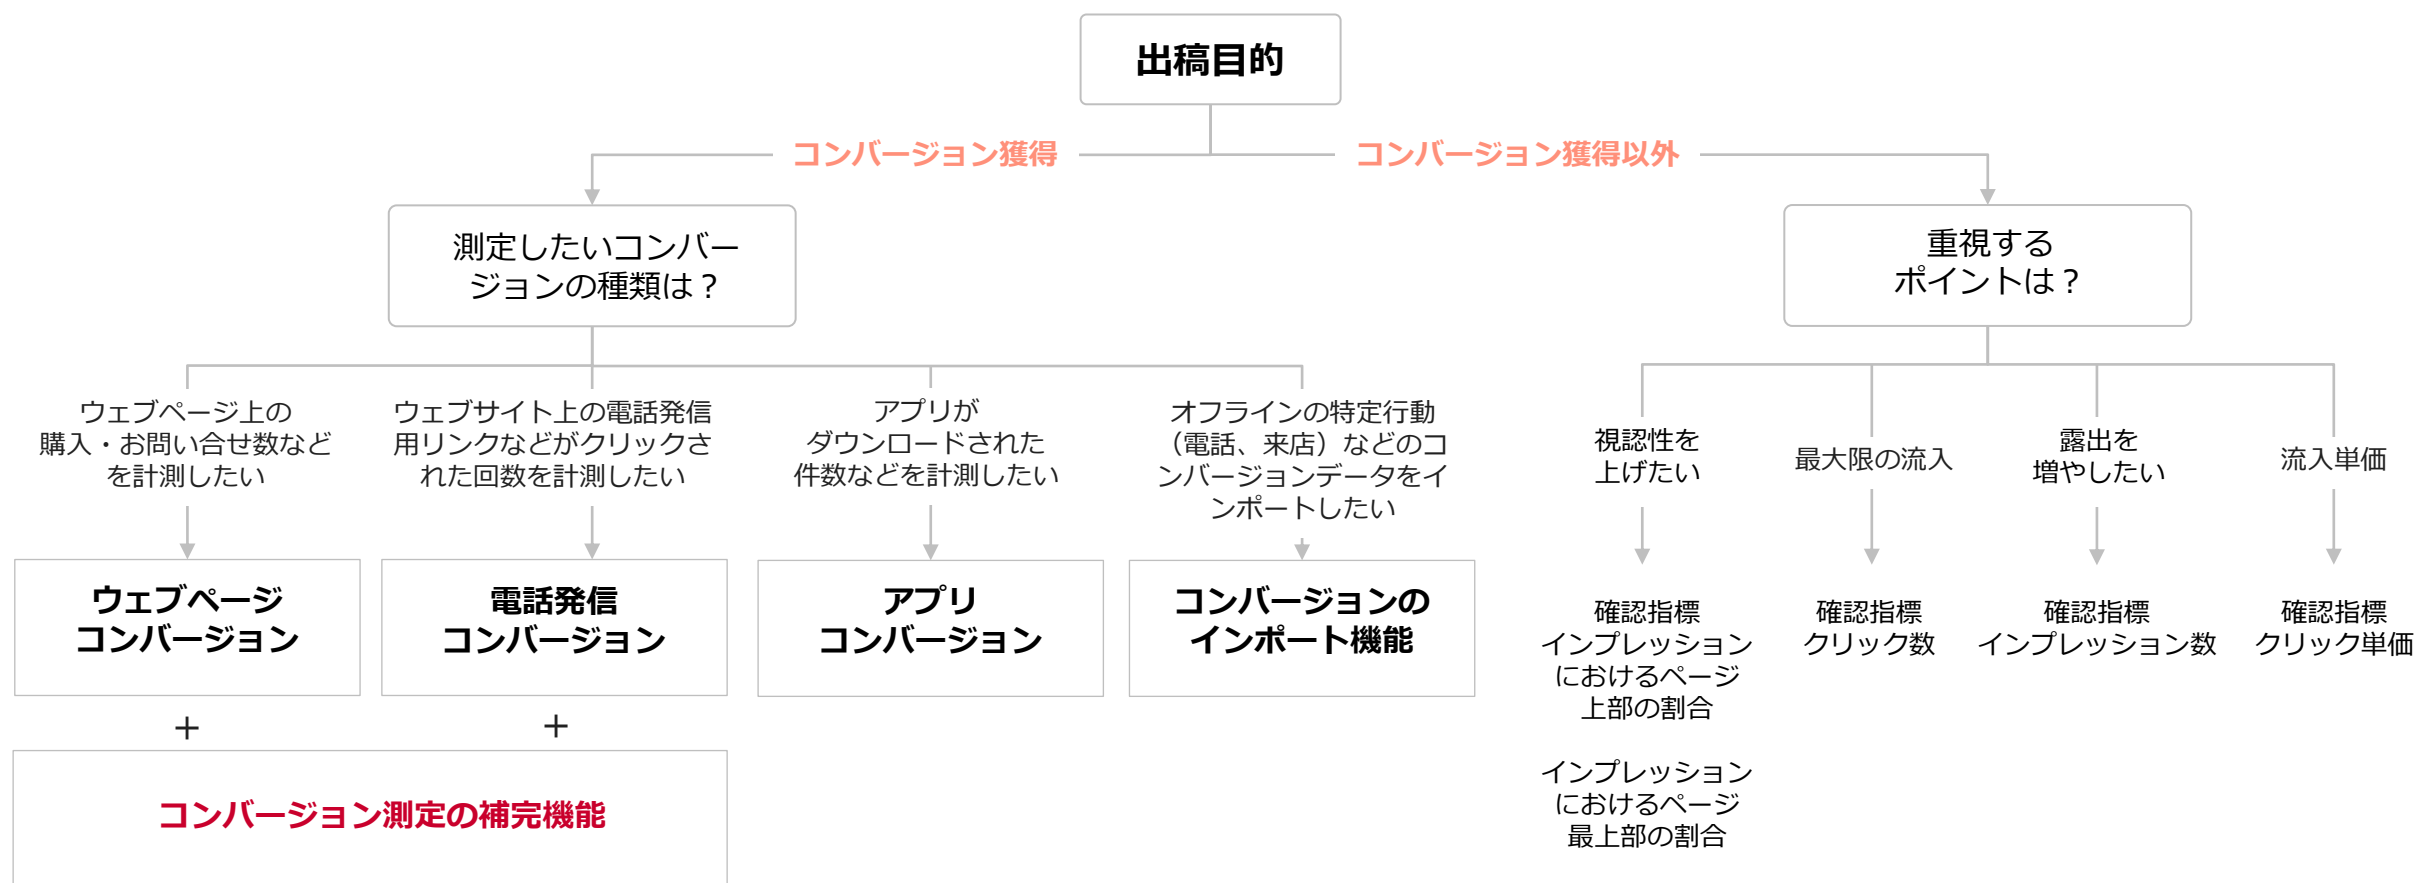 出稿目的
コンバージョン獲得
コンバージョン獲得以外
測定したいコンバー
ジョンの種類は？
重視する
ポイントは？
ウェブページ上の
購入・お問い合せ数など
を計測したい
ウェブサイト上の電話発信
用リンクなどがクリックさ
れた回数を計測したい
アプリが
ダウンロードされた
件数などを計測したい
オフラインの特定行動
（電話、来店）などのコ
ンバージョンデータをイ
ンポートしたい
視認性を
上げたい
最大限の流入
露出を
増やしたい
流入単価
ウェブページ
コンバージョン
電話発信
コンバージョン
アプリ
コンバージョン
コンバージョンの
インポート機能
確認指標
インプレッション
におけるページ
上部の割合
インプレッション
におけるページ
最上部の割合
確認指標
クリック数
確認指標
インプレッション数
確認指標
クリック単価
＋
＋
コンバージョン測定の補完機能